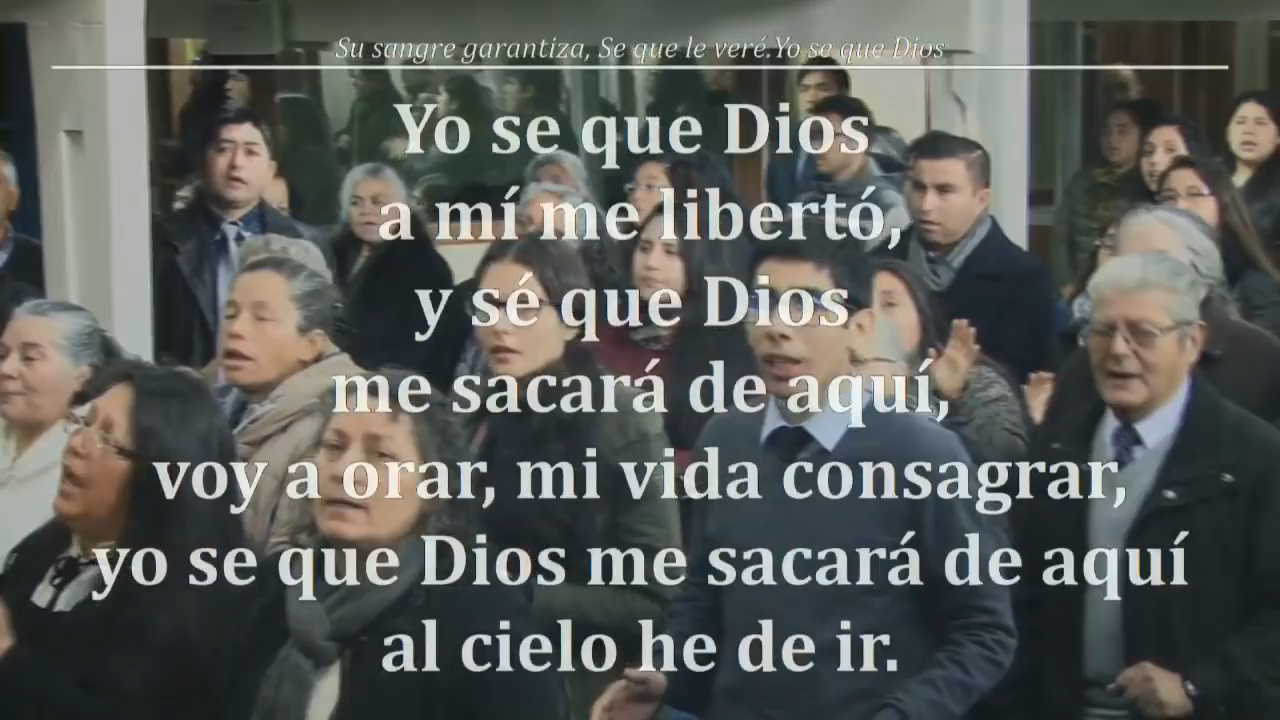 Su sangre garantiza, Se que le veré.Yo se que Dios
Yo se que Dios
a mí me libertó,
y sé que Dios
me sacará de aquí,
voy a orar, mi vida consagrar,
yo se que Dios me sacará de aquí
al cielo he de ir.